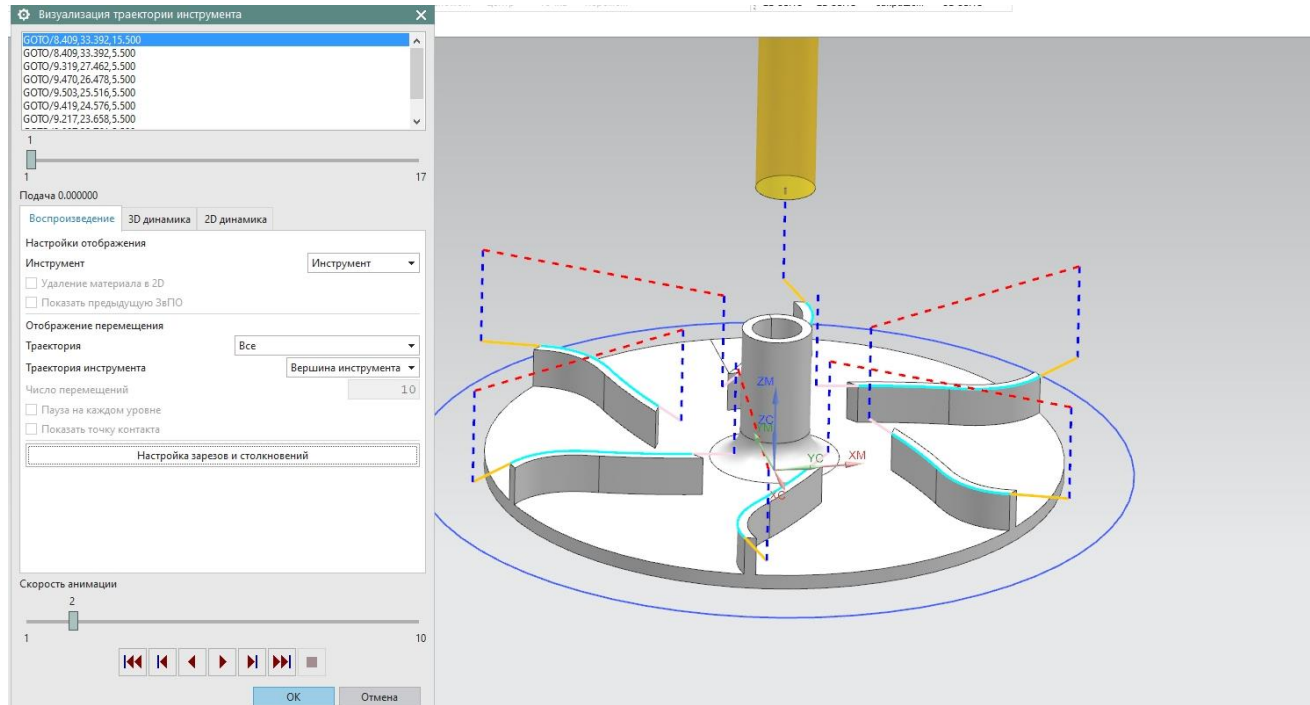 Визуализация траектории инструмента
GOTO/8.409,33.392,15.500
GOTO/8.409,33.392,5.500
GOTO/9.319,27.462,5.500
GOTO/9.470,26.478,5.500
GOTO/9.503,25.516,5.500
GOTO/9.419,24.576,5.500
GOTO/9.217,23.658,5.500
1
1 17
Подача 0.000000
Воспроизведение 3D динамика 2D динамика
Настройки отображения
Инструмент Инструмент
Удаление материала в 2D
Показать предыдущую ЗвПО
Отображение перемещения
Траектория Все
Траектория инструмента Вершина инструмента
Число перемещений 10
Пауза на каждом уровне
Показать точку контакта
Настройка зарезов и столкновений
Скорость анимации
2
1 10
OK Отмена
ZM
ZC
YM
YC XM
XC